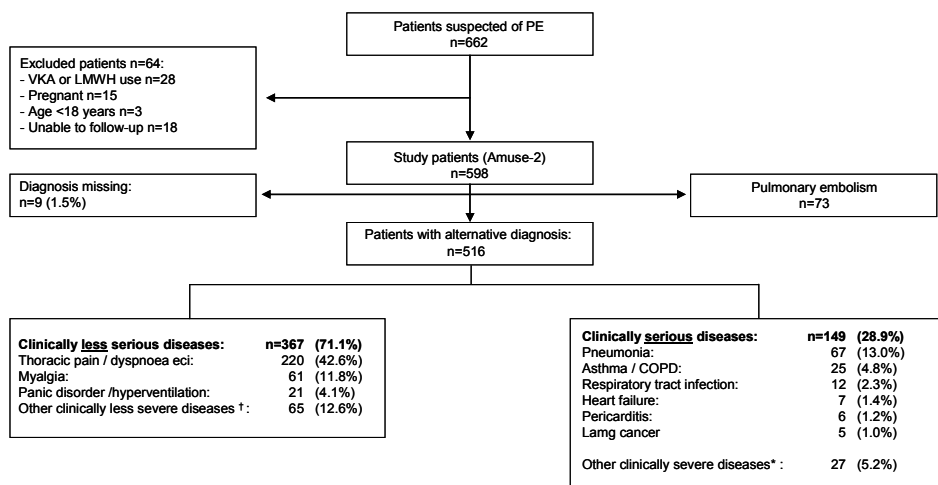 Patients suspected of PE
n=662
Excluded patients n=64:
- VKA or LMWH use n=28
- Pregnant n=15
- Age <18 years n=3
- Unable to follow-up n=18
Study patients (Amuse-2)
n=598
Diagnosis missing:
n=9 (1.5%)
Pulmonary embolism
n=73
Patients with alternative diagnosis:
n=516
Clinically less serious diseases: n=367 (71.1%)
Thoracic pain / dyspnoea eci: 220 (42.6%)
Myalgia: 61 (11.8%)
Panic disorder /hyperventilation: 21 (4.1%)
Other clinically less severe diseases †: 65 (12.6%)
Clinically serious diseases: n=149 (28.9%)
Pneumonia: 67 (13.0%)
Asthma / COPD: 25 (4.8%)
Respiratory tract infection: 12 (2.3%)
Heart failure: 7 (1.4%)
Pericarditis: 6 (1.2%)
Lamg cancer 5 (1.0%)
Other clinically severe diseases* : 27 (5.2%)